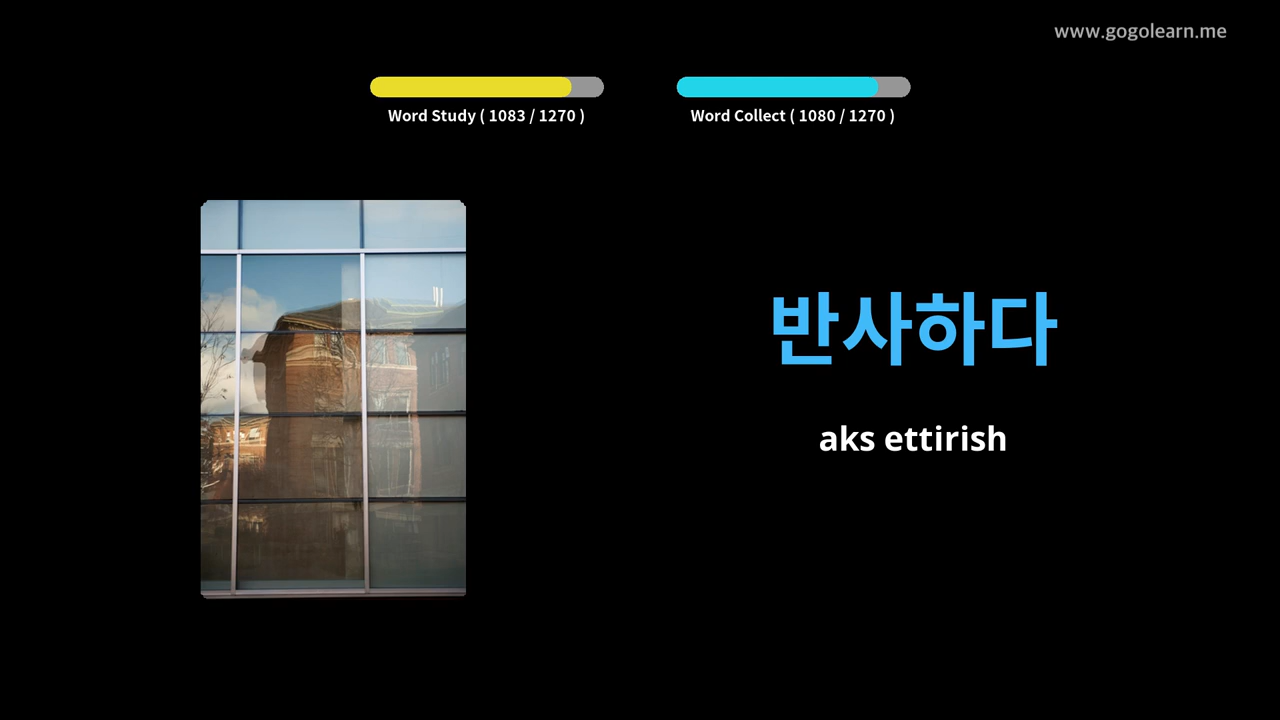 www.gogolearn.me
Word Study ( 1083 / 1270 )
Word Collect ( 1080 / 1270 )
반사하다
aks ettirish